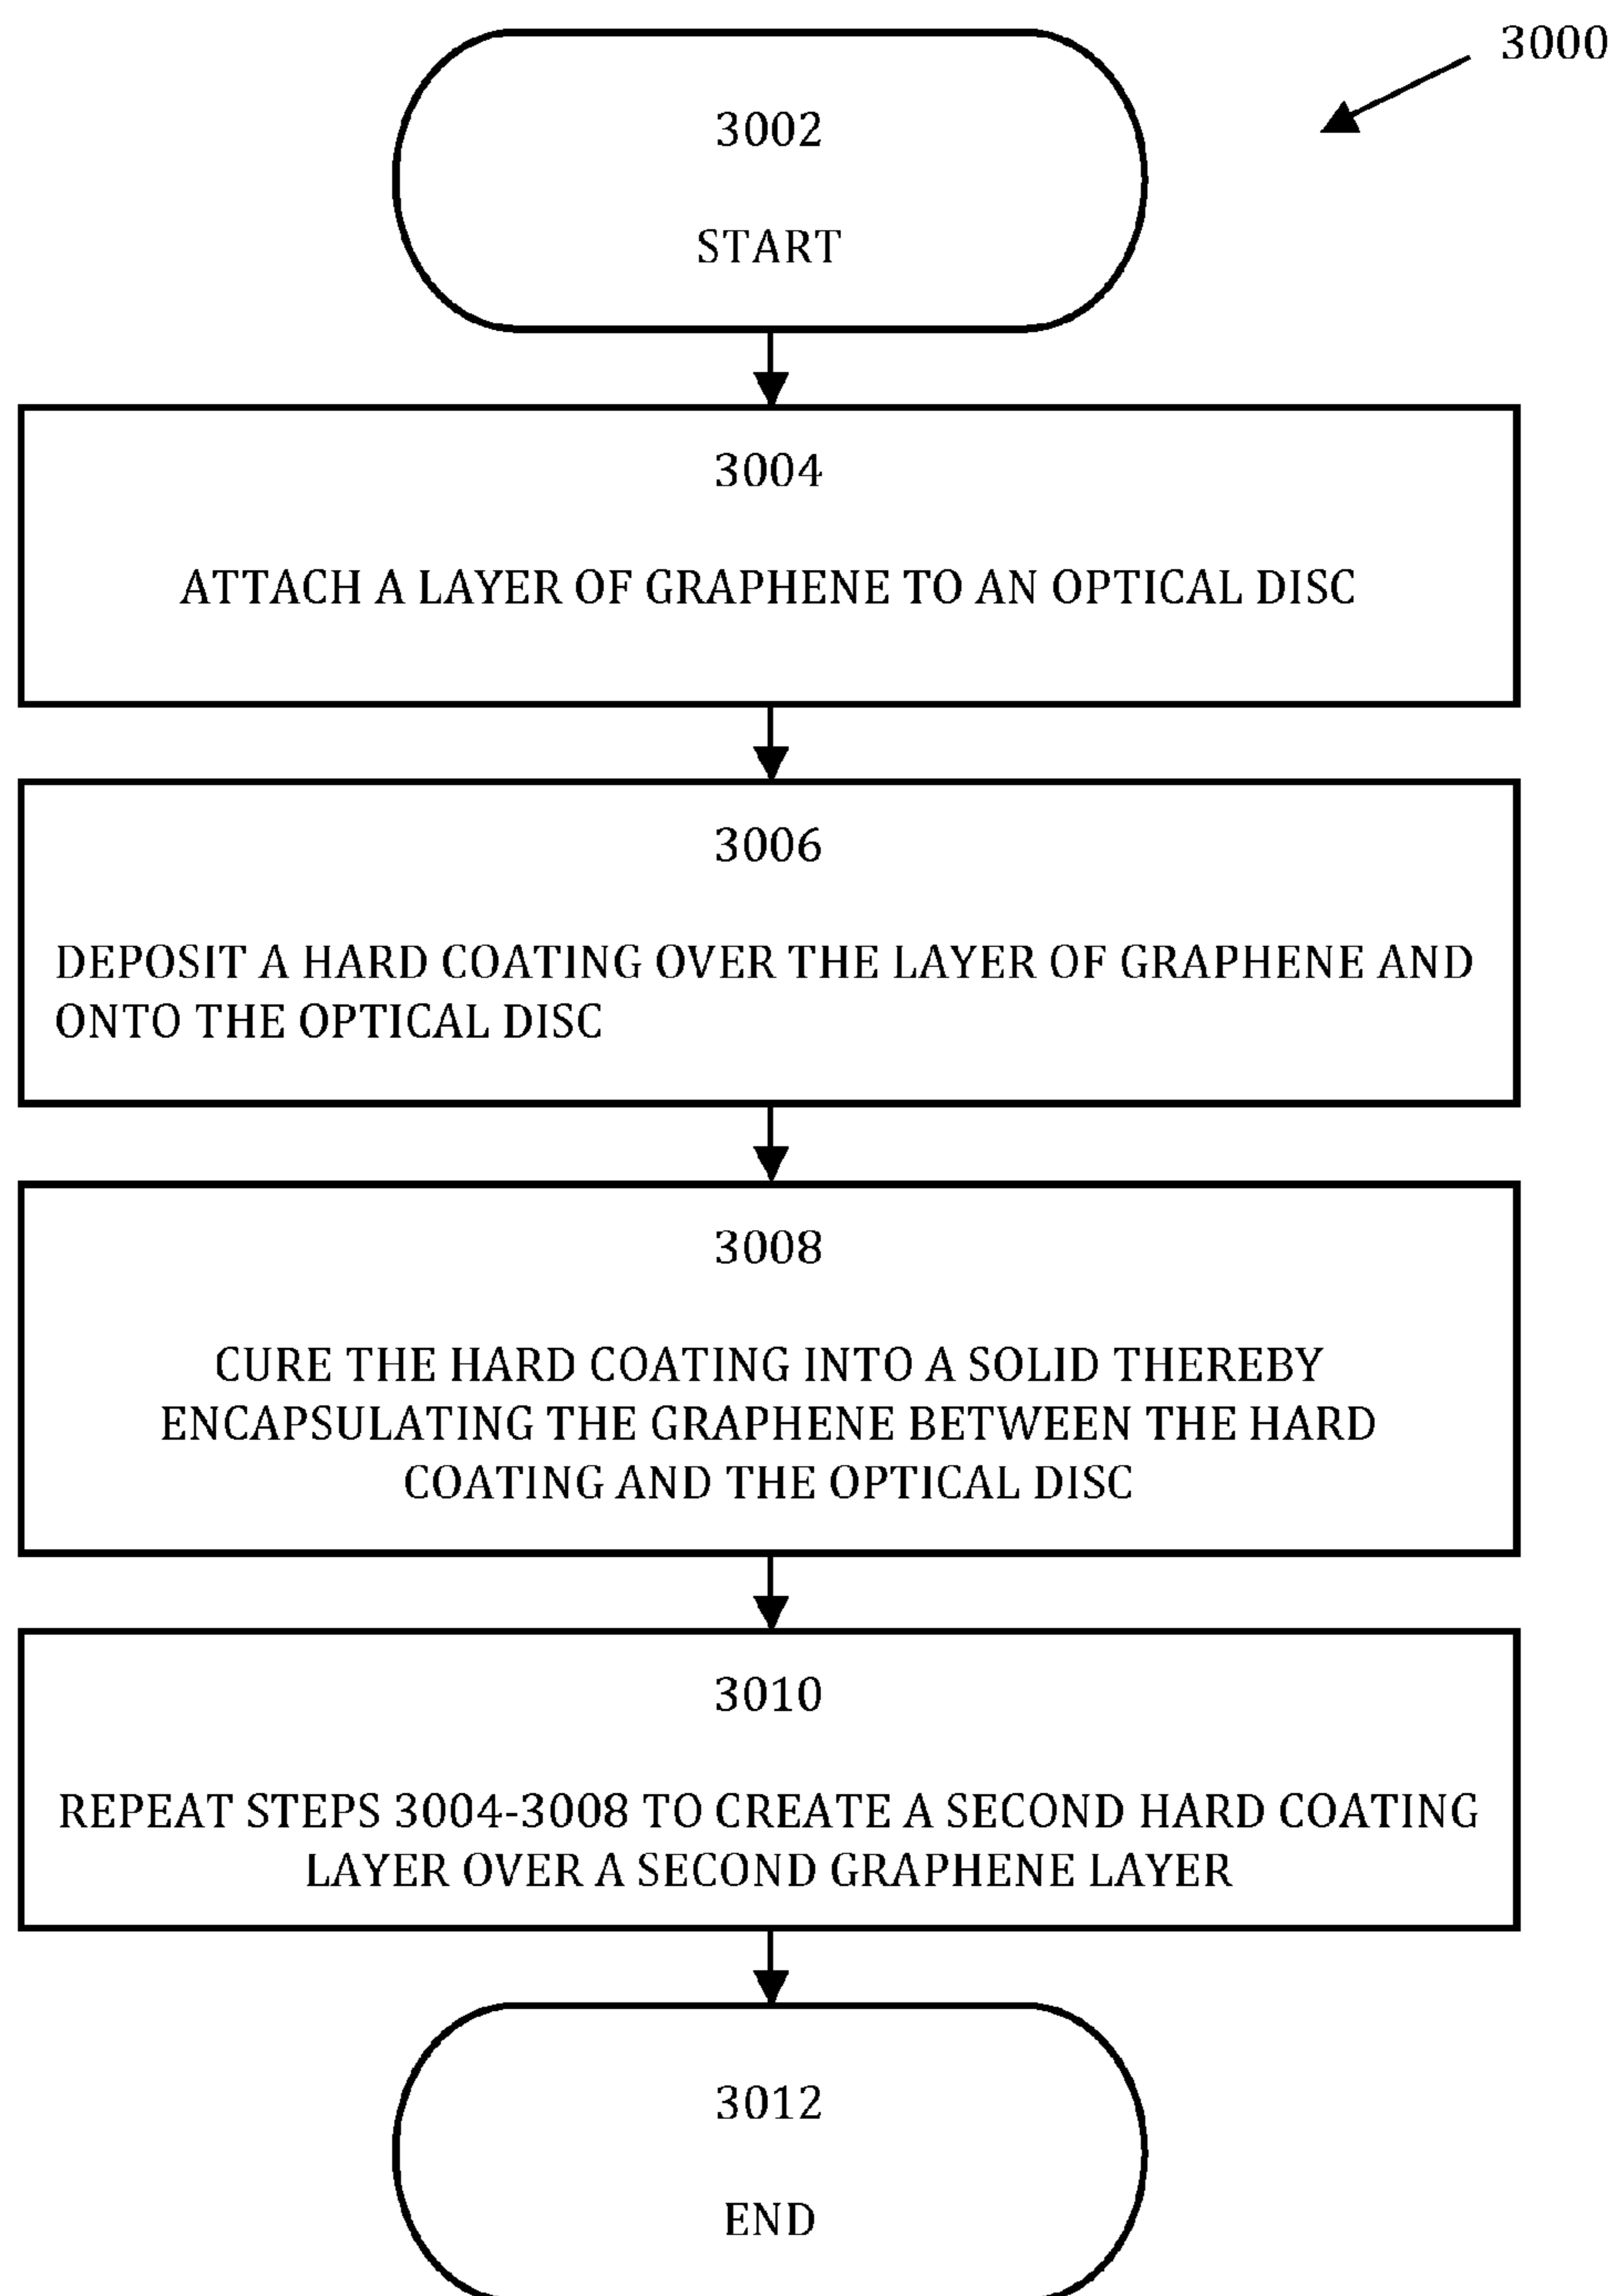 3000
3002
START
3004
ATTACH A LAYER OF GRAPHENE TO AN OPTICAL DISC
3006
DEPOSIT A HARD COATING OVER THE LAYER OF GRAPHENE AND
ONTO THE OPTICAL DISC
3008
CURE THE HARD COATING INTO A SOLID THEREBY
ENCAPSULATING THE GRAPHENE BETWEEN THE HARD
COATING AND THE OPTICAL DISC
3010
REPEAT STEPS 3004-3008 TO CREATE A SECOND HARD COATING
LAYER OVER A SECOND GRAPHENE LAYER
3012
END